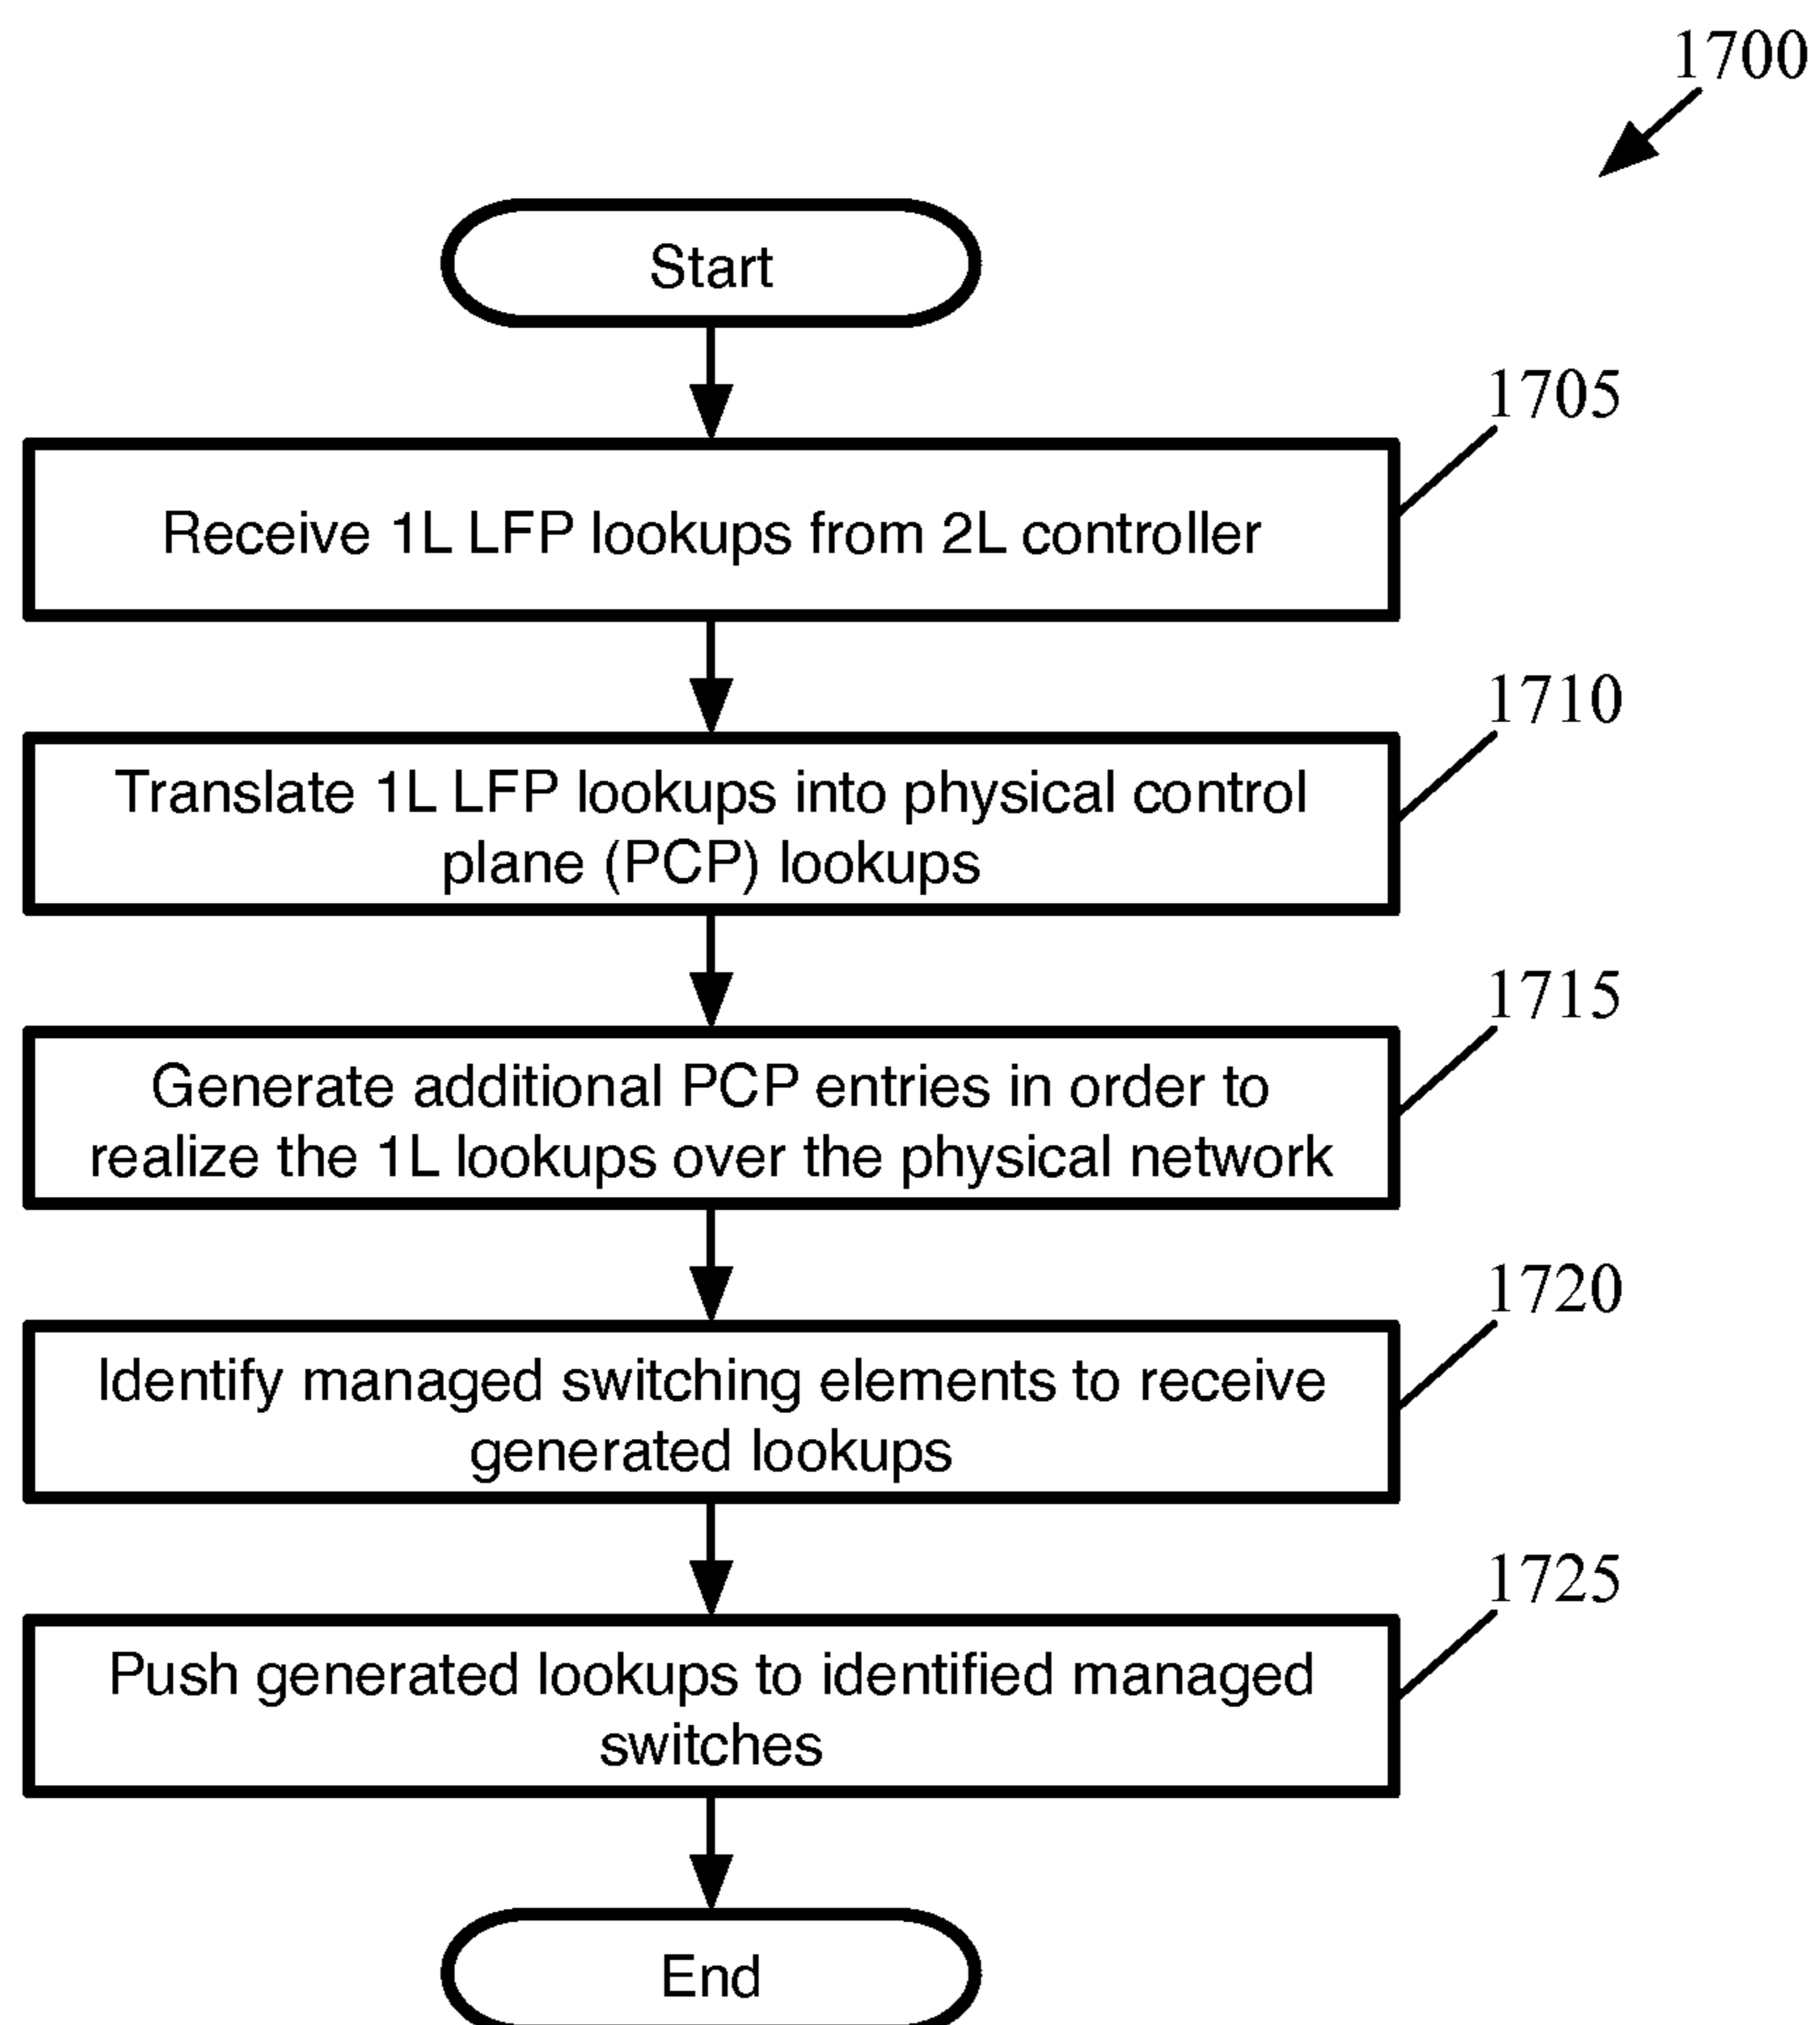 1700
Start
1705
Receive 1L LFP lookups from 2L controller
1710
Translate 1L LFP lookups into physical control
plane (PCP) lookups
1715
Generate additional PCP entries in order to
realize the 1L lookups over the physical network
1720
Identify managed switching elements to receive
generated lookups
1725
Push generated lookups to identified managed
switches
End